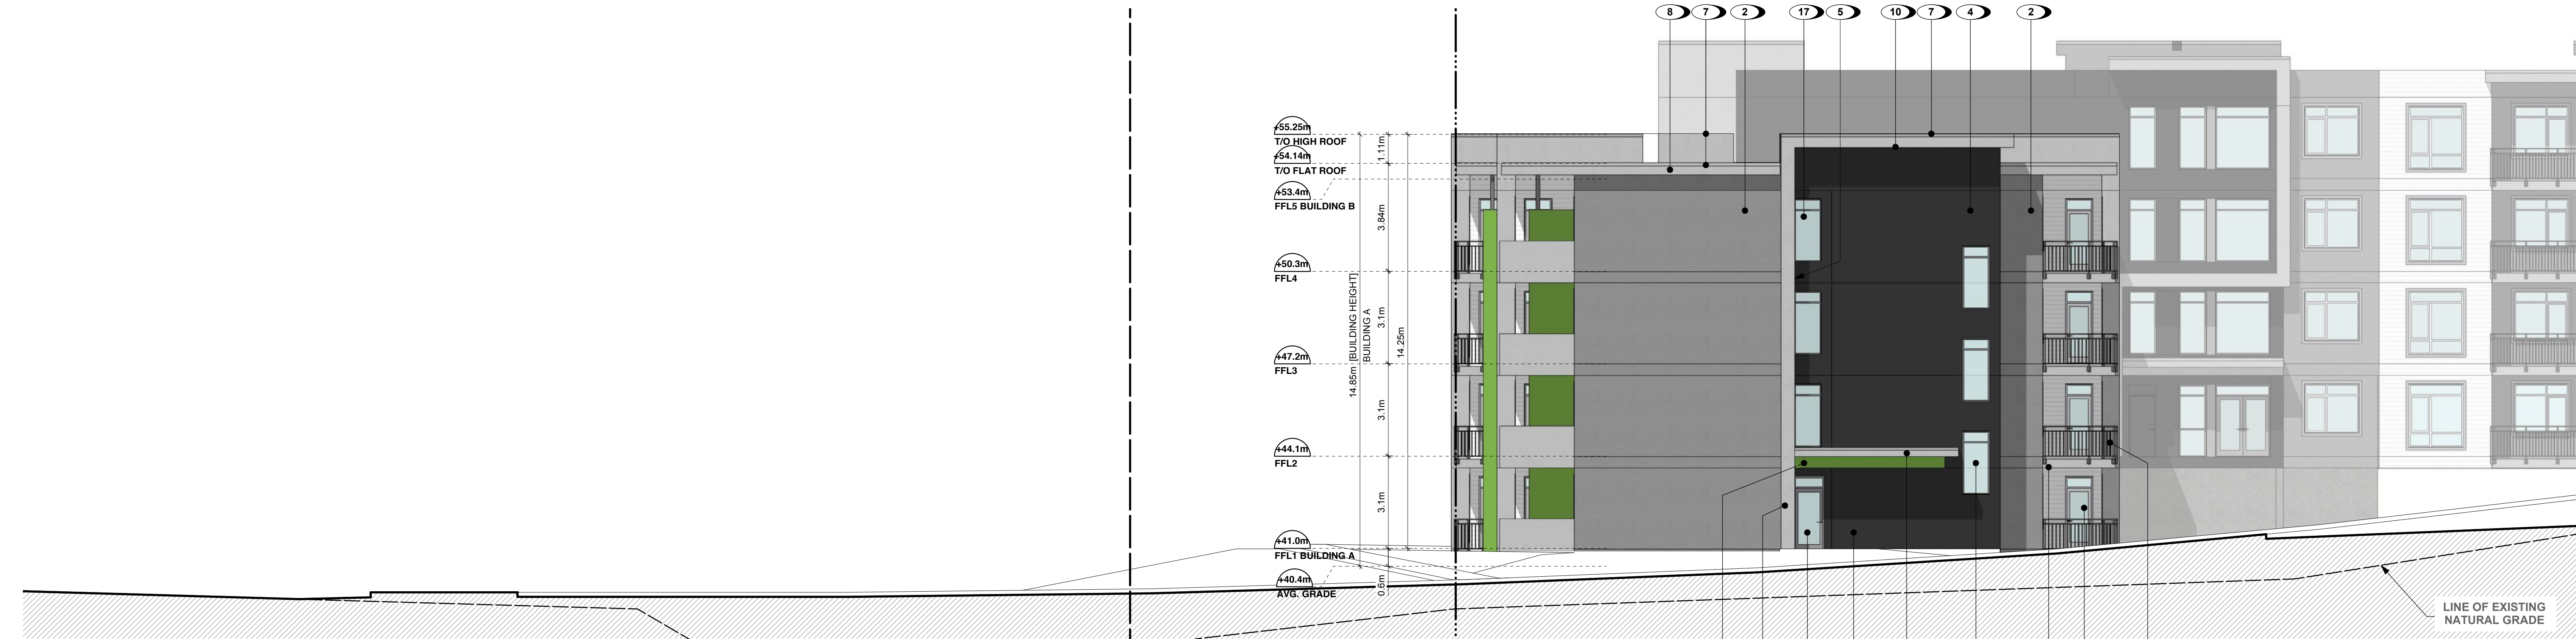 8 7 2 17 5 10 7 4 2
+55.25m
T/O HIGH ROOF
+54.14m
T/O FLAT ROOF
+53.4m
FFL5 BUILDING B
+50.3m
FFL4
+47.2m
FFL3
+44.1m
FFL2
+41.0m
FFL1 BUILDING A
+40.4m
AVG. GRADE
14.85m [BUILDING HEIGHT]
BUILDING A
1.11m
3.84m
3.1m
3.1m
3.1m
0.6m
14.25m
LINE OF EXISTING
NATURAL GRADE